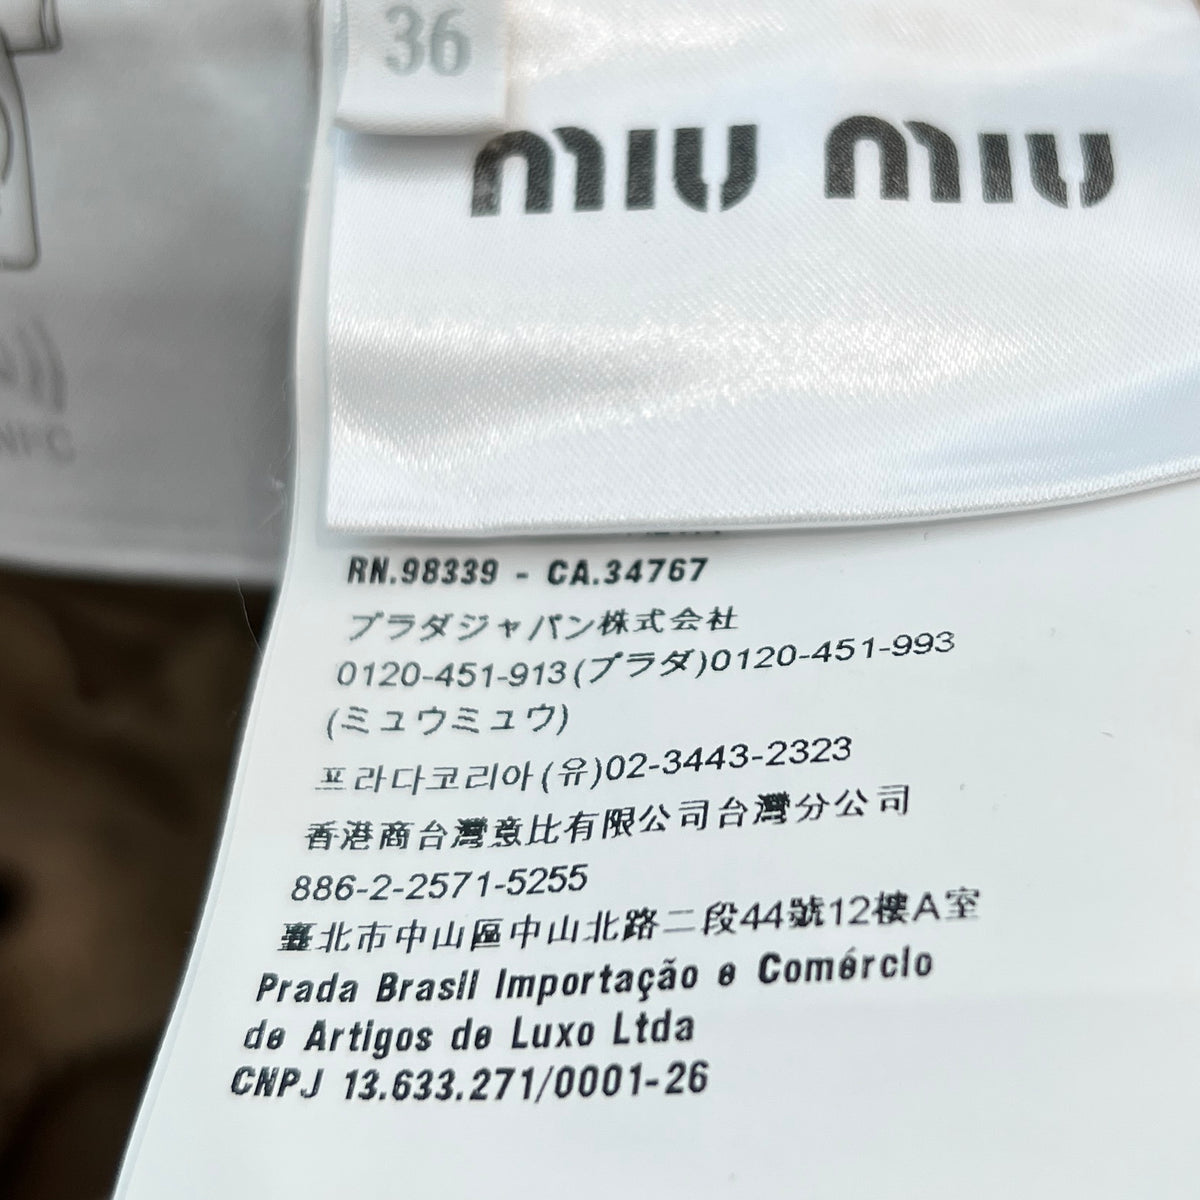 36
miu miu
NFC
RN.98339 - CA.34767
プラダジャパン株式会社
0120-451-913(プラダ)0120-451-993
(ミュウミュウ)
프라다코리아(유)02-3443-2323
香港商台灣意比有限公司台灣分公司
886-2-2571-5255
臺北市中山區中山北路二段44號12樓A室
Prada Brasil Importação e Comércio
de Artigos de Luxo Ltda
CNPJ 13.633.271/0001-26